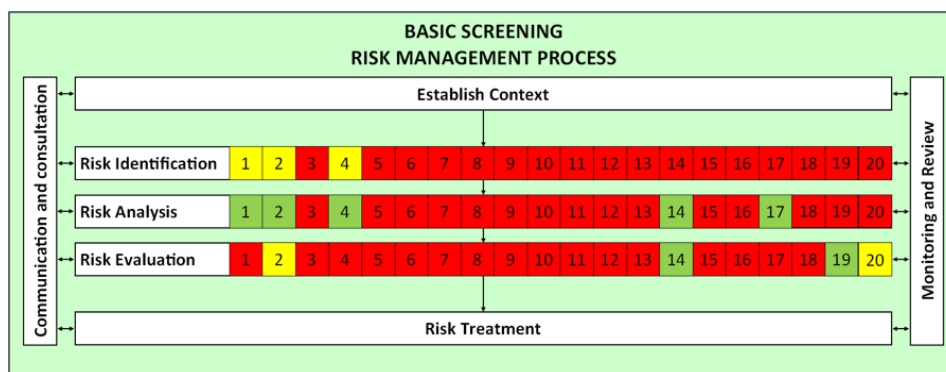 BASIC SCREENING
RISK MANAGEMENT PROCESS
Communication and consultation
Establish Context
Risk Identification 1 2 3 4 5 6 7 8 9 10 11 12 13 14 15 16 17 18 19 20
Risk Analysis 1 2 3 4 5 6 7 8 9 10 11 12 13 14 15 16 17 18 19 20
Risk Evaluation 1 2 3 4 5 6 7 8 9 10 11 12 13 14 15 16 17 18 19 20
Risk Treatment
Monitoring and Review